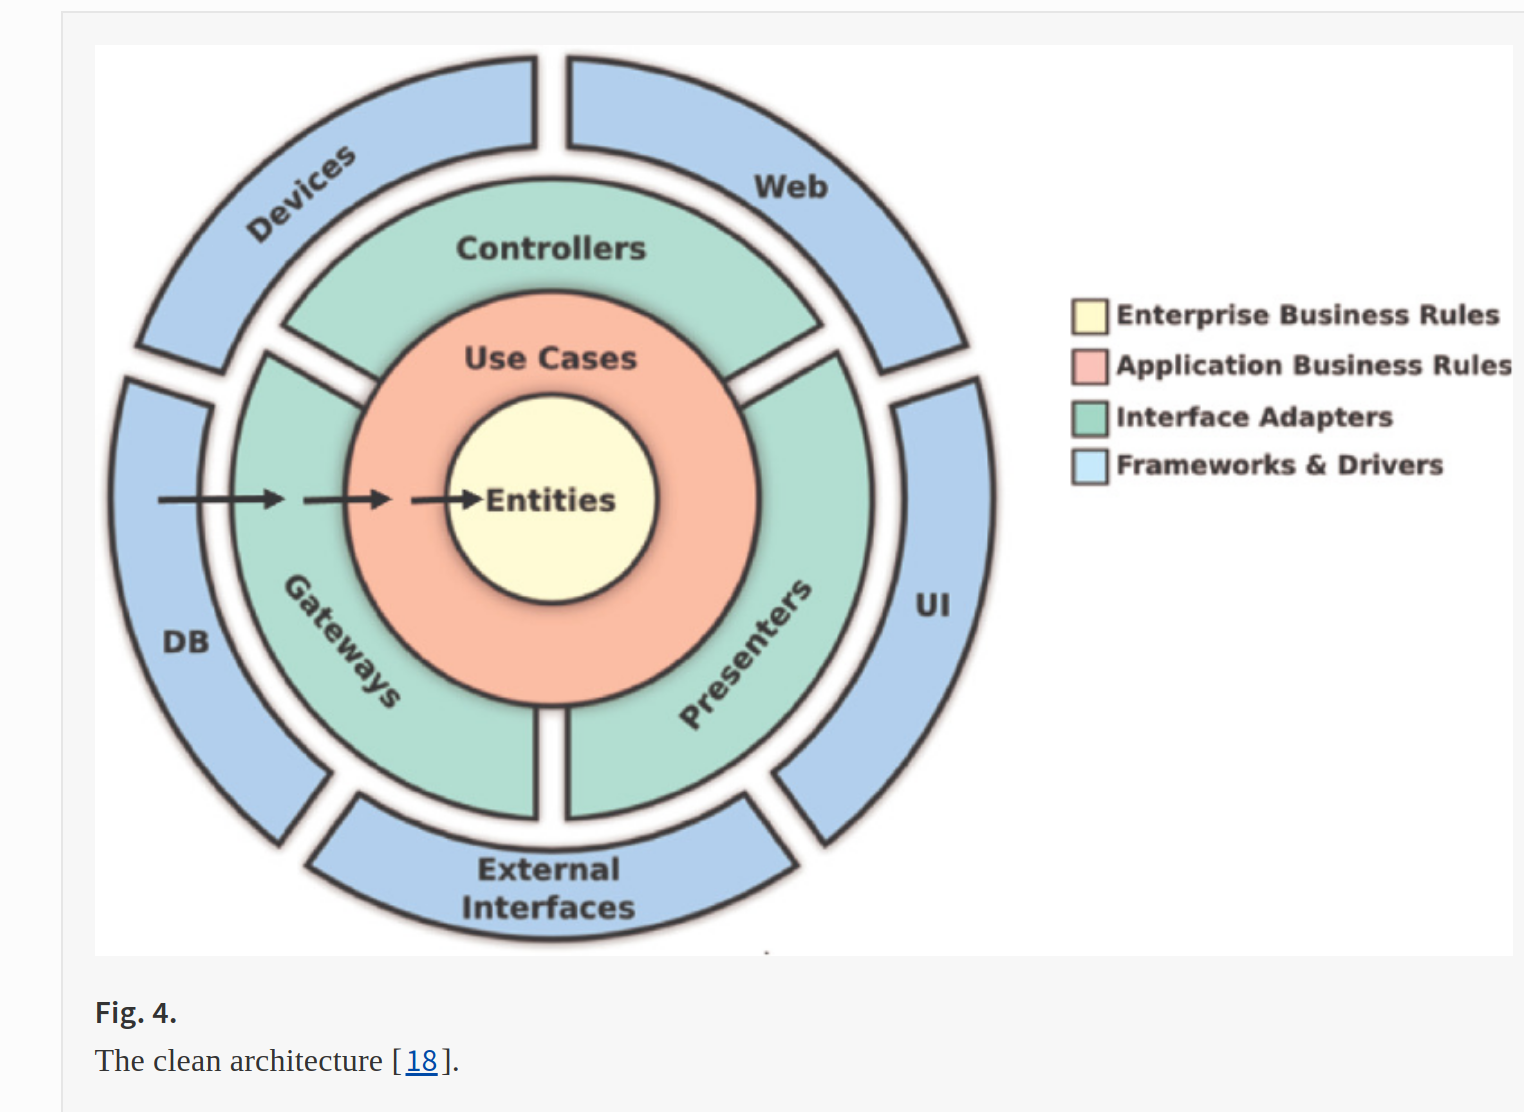 Devices
Web
Controllers
Use Cases
Entities
Gateways
Presenters
DB
UI
External
Interfaces
Enterprise Business Rules
Application Business Rules
Interface Adapters
Frameworks & Drivers
Fig. 4.
The clean architecture [18].